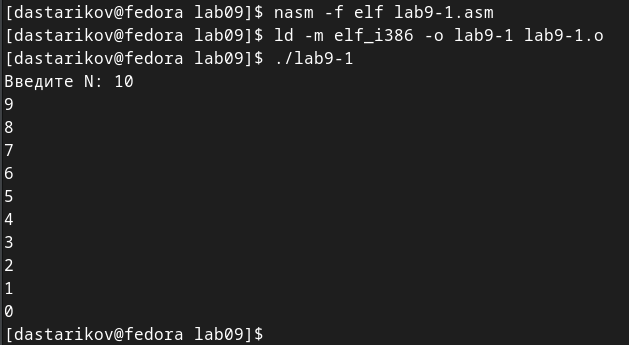 [dastarikov@fedora lab09]$ nasm -f elf lab9-1.asm
[dastarikov@fedora lab09]$ ld -m elf_i386 -o lab9-1 lab9-1.o
[dastarikov@fedora lab09]$ ./lab9-1
Введите N: 10
9
8
7
6
5
4
3
2
1
0
[dastarikov@fedora lab09]$